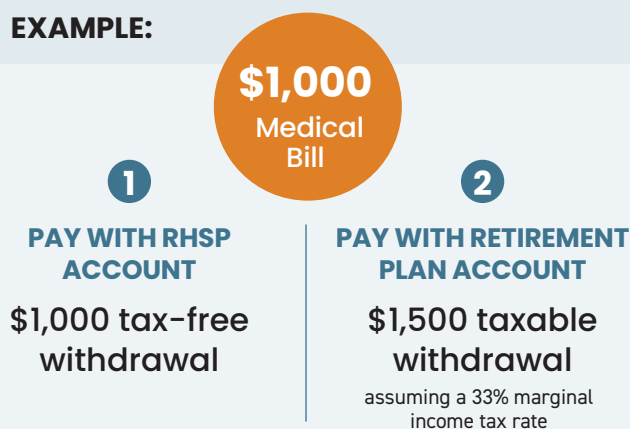 EXAMPLE:
$1,000
Medical
Bill
1
PAY WITH RHSP
ACCOUNT
$1,000 tax-free
withdrawal
2
PAY WITH RETIREMENT
PLAN ACCOUNT
$1,500 taxable
withdrawal
assuming a 33% marginal
income tax rate